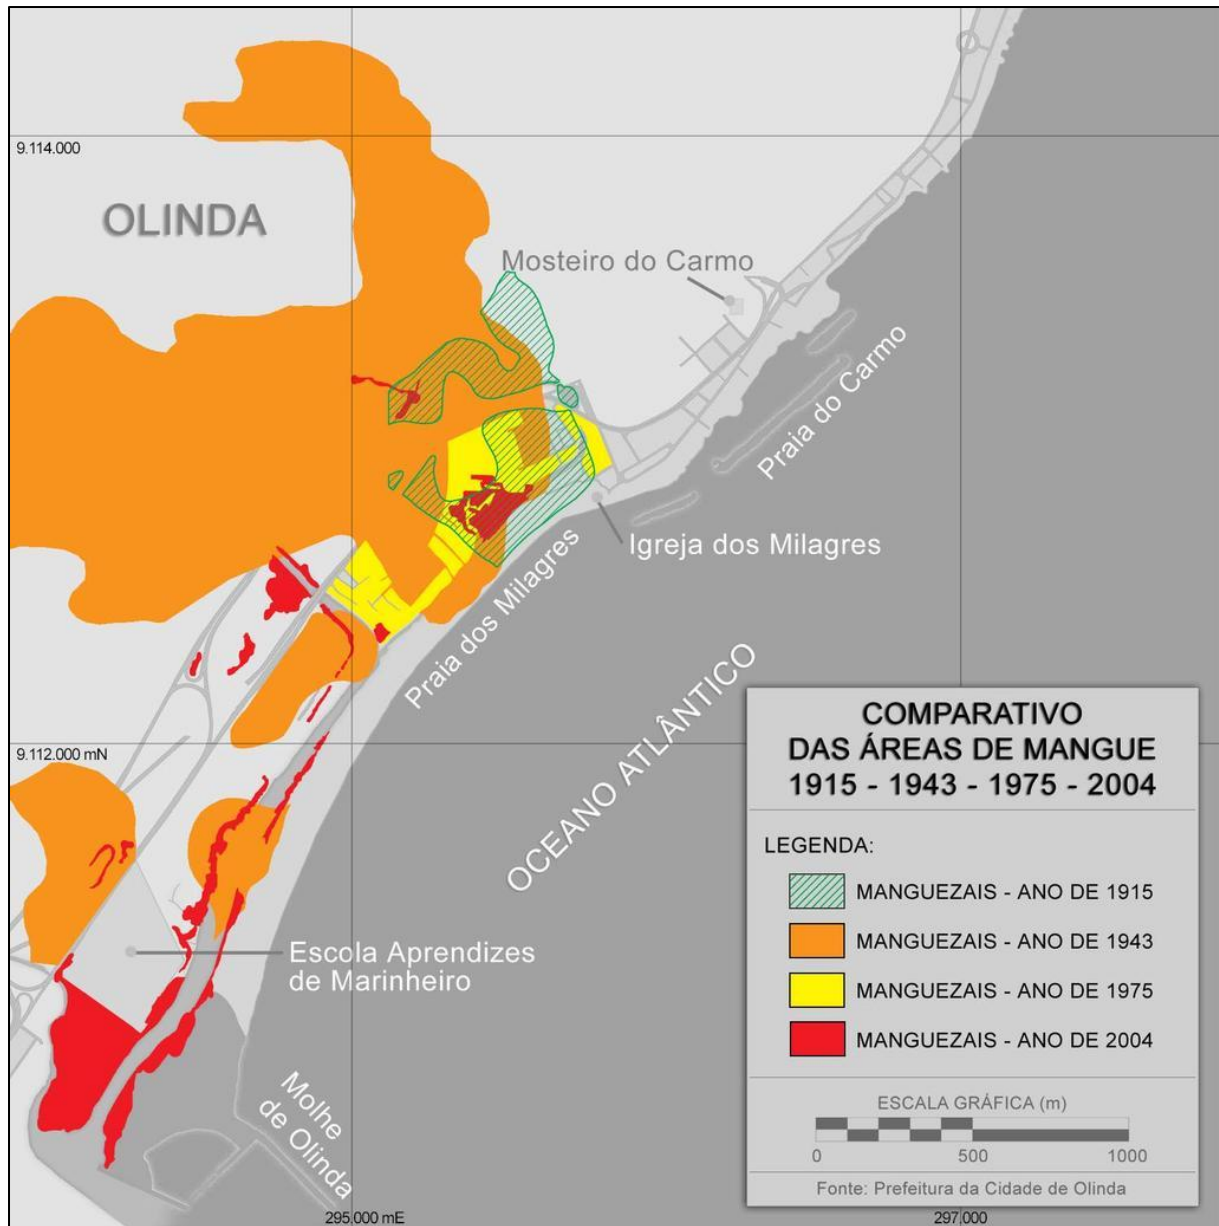 9.114.000
OLINDA
Mosteiro do Carmo
Praia do Carmo
Igreja dos Milagres
Praia dos Milagres
OCEANO ATLÂNTICO
9.112.000 mN
Escola Aprendizes
de Marinheiro
Molhe
de Olinda
295.000 mE
297.000
COMPARATIVO
DAS ÁREAS DE MANGUE
1915 - 1943 - 1975 - 2004
LEGENDA:
MANGUEZAIS - ANO DE 1915
MANGUEZAIS - ANO DE 1943
MANGUEZAIS - ANO DE 1975
MANGUEZAIS - ANO DE 2004
ESCALA GRÁFICA (m)
0 500 1000
Fonte: Prefeitura da Cidade de Olinda